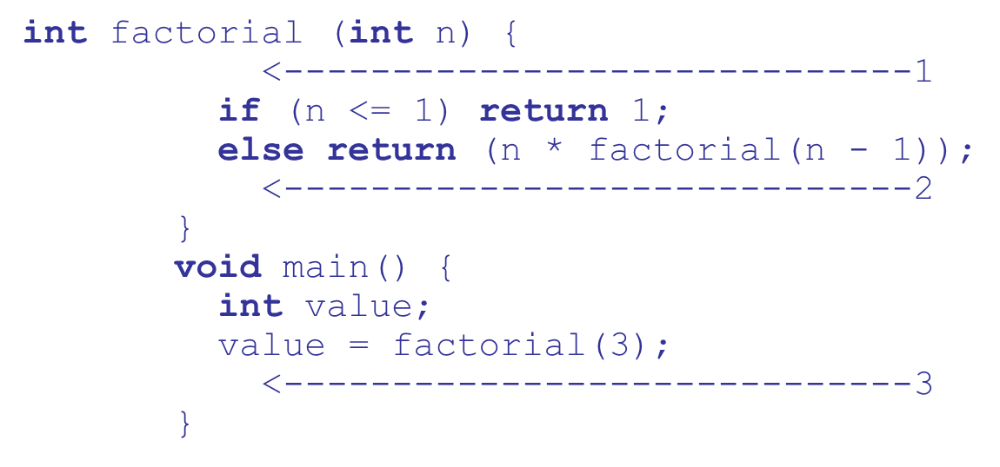 int factorial (int n) {
<-----------------------------1
if (n <= 1) return 1;
else return (n * factorial(n - 1));
<-----------------------------2
}
void main() {
int value;
value = factorial(3);
<-----------------------------3
}